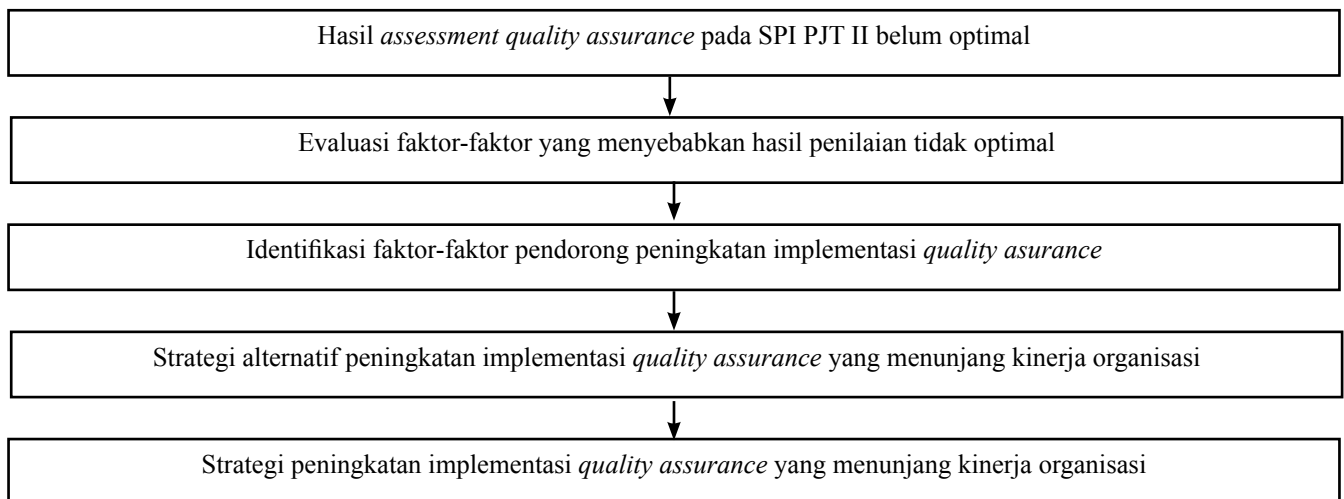 Hasil assessment quality assurance pada SPI PJT II belum optimal
Evaluasi faktor-faktor yang menyebabkan hasil penilaian tidak optimal
Identifikasi faktor-faktor pendorong peningkatan implementasi quality asurance
Strategi alternatif peningkatan implementasi quality assurance yang menunjang kinerja organisasi
Strategi peningkatan implementasi quality assurance yang menunjang kinerja organisasi